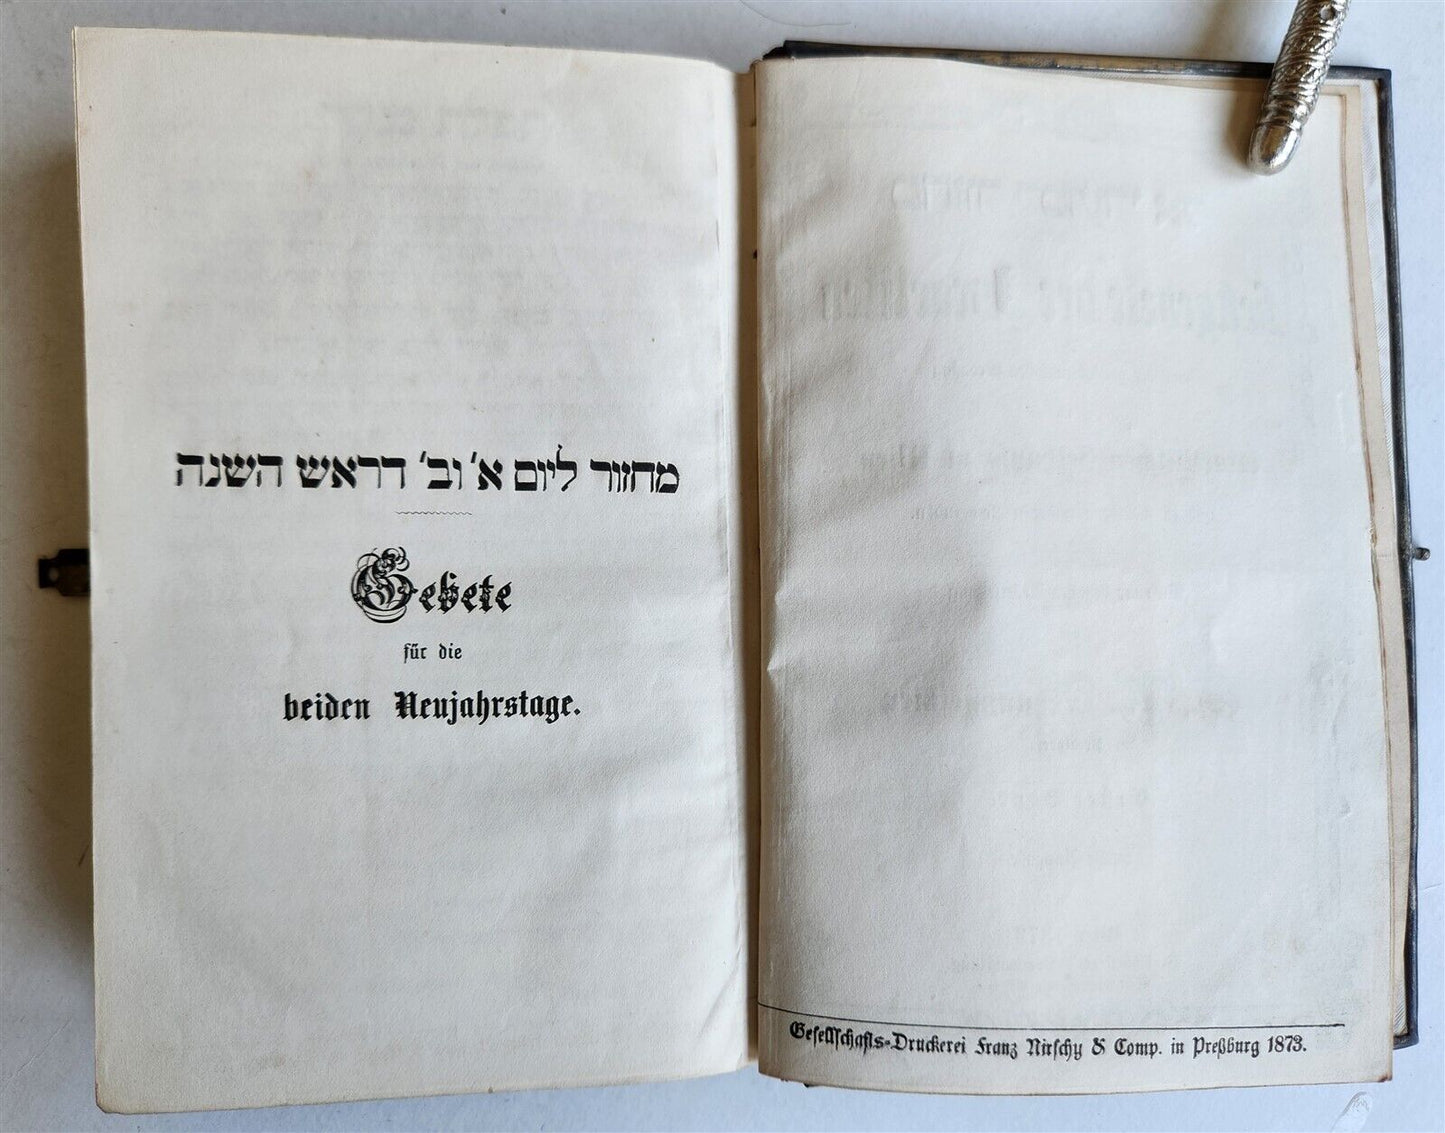 מחזור ליום א׳ וב׳ דראש השנה
Gebete
für die
beiden Neujahrstage.
Gesellschafts-Druckerei Franz Nirschy & Comp. in Preßburg 1873.